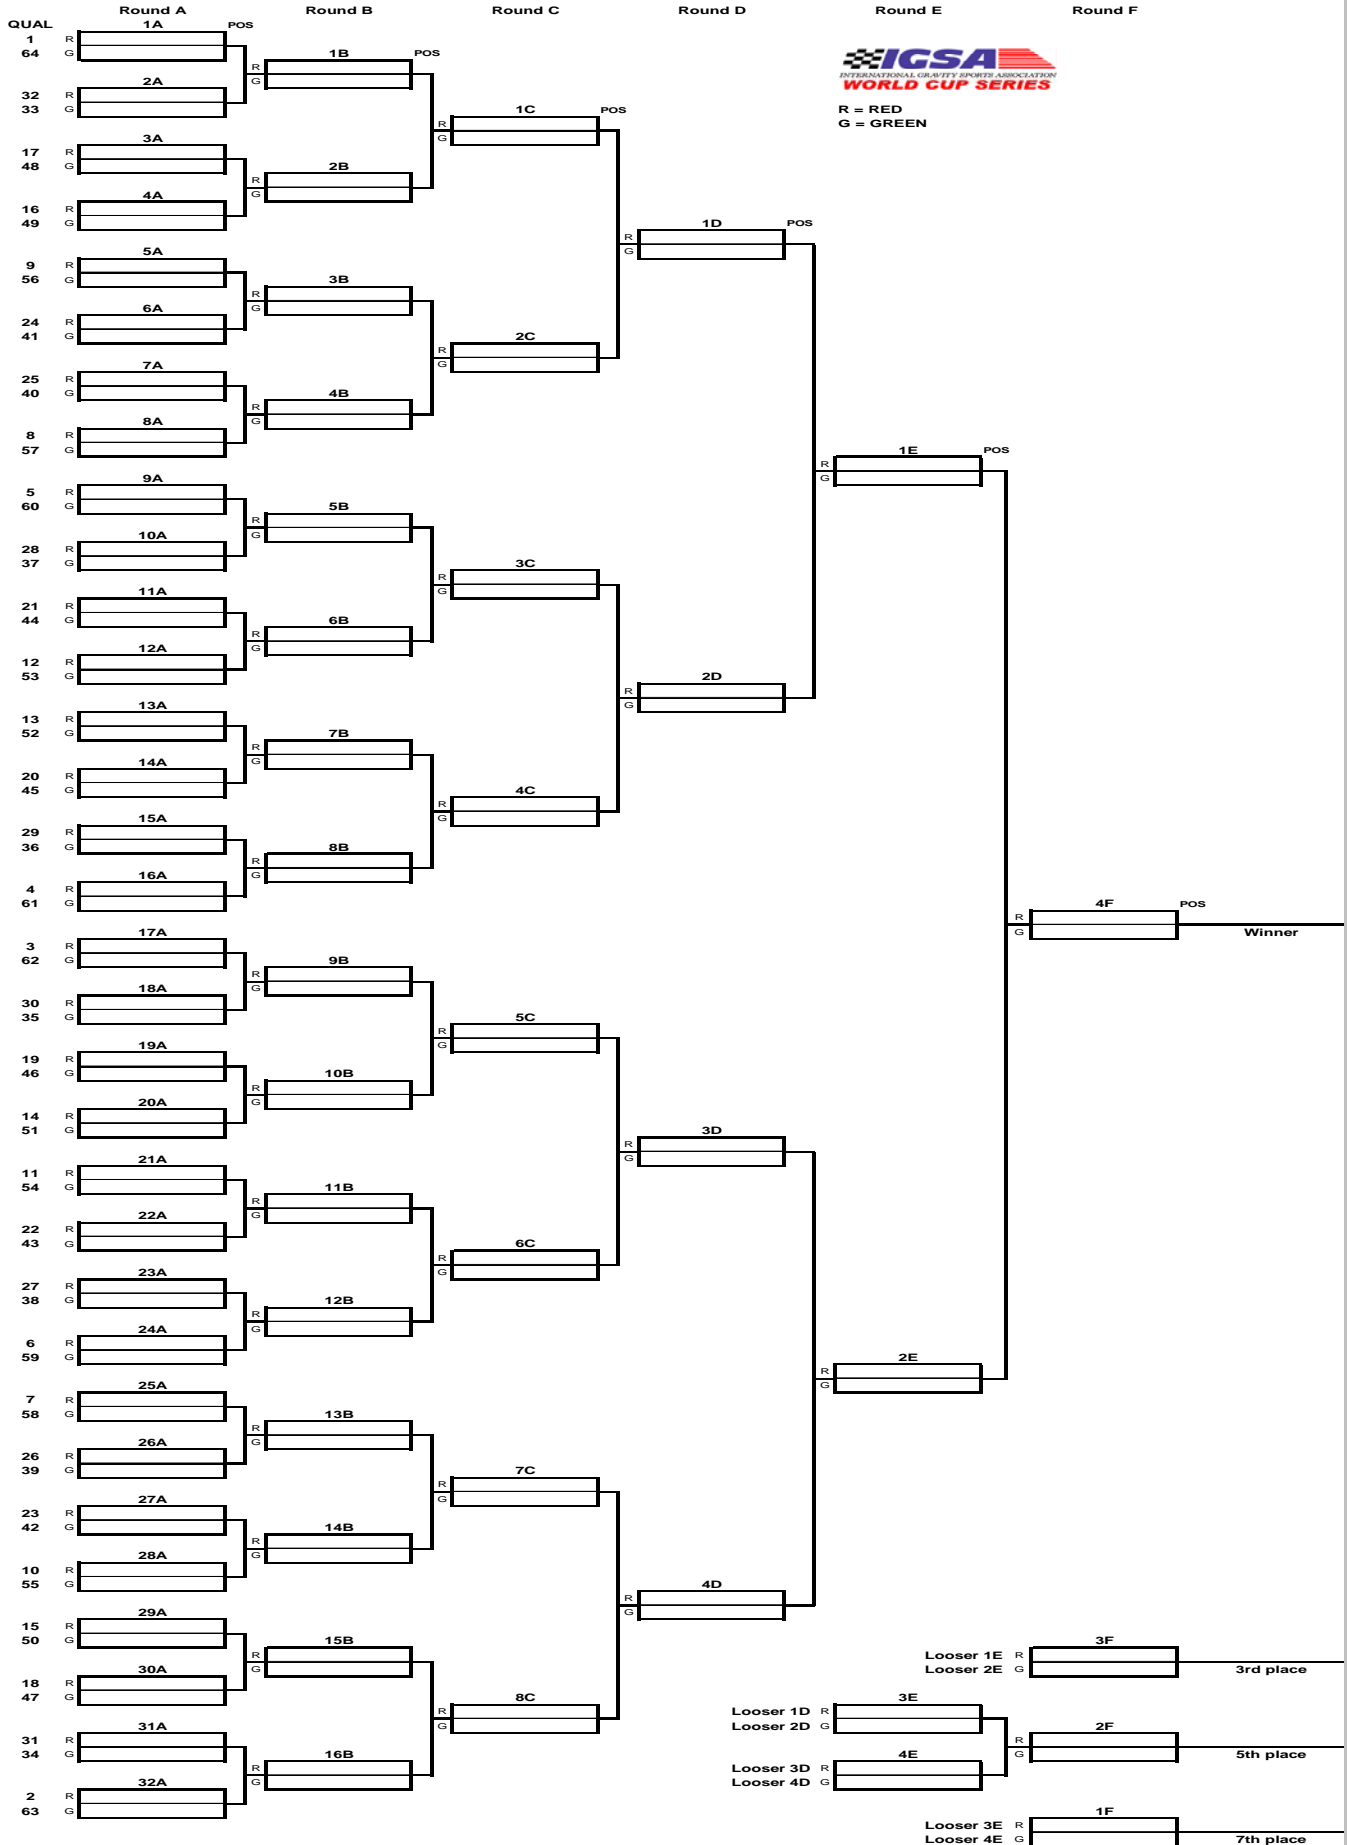 Round A Round B Round C Round D Round E Round F
QUAL 1A POS
1 R
64 G
1B POS
R
G
2A
32 R
33 G
1C POS
R
G
3A
17 R
48 G
2B
R
G
4A
16 R
49 G
1D POS
R
G
5A
9 R
56 G
3B
R
G
6A
24 R
41 G
2C
R
G
7A
25 R
40 G
4B
R
G
8A
8 R
57 G
1E POS
R
G
9A
5 R
60 G
5B
R
G
10A
28 R
37 G
3C
R
G
11A
21 R
44 G
6B
R
G
12A
12 R
53 G
2D
R
G
13A
13 R
52 G
7B
R
G
14A
20 R
45 G
4C
R
G
15A
29 R
36 G
8B
R
G
16A
4 R
61 G
4F POS
R
G Winner
17A
3 R
62 G
9B
R
G
18A
30 R
35 G
5C
R
G
19A
19 R
46 G
10B
R
G
20A
14 R
51 G
3D
R
G
21A
11 R
54 G
11B
R
G
22A
22 R
43 G
6C
R
G
23A
27 R
38 G
12B
R
G
24A
6 R
59 G
2E
R
G
25A
7 R
58 G
13B
R
G
26A
26 R
39 G
7C
R
G
27A
23 R
42 G
14B
R
G
28A
10 R
55 G
4D
R
G
29A
15 R
50 G
15B
R
G
30A
18 R
47 G
8C
R
G
31A
31 R
34 G
16B
R
G
32A
2 R
63 G
IGSA
INTERNATIONAL GRAVITY SPORTS ASSOCIATION
WORLD CUP SERIES
R = RED
G = GREEN
3F
Looser 1E R
Looser 2E G 3rd place
3E
Looser 1D R
Looser 2D G
2F
R
G 5th place
4E
Looser 3D R
Looser 4D G
1F
Looser 3E R
Looser 4E G 7th place